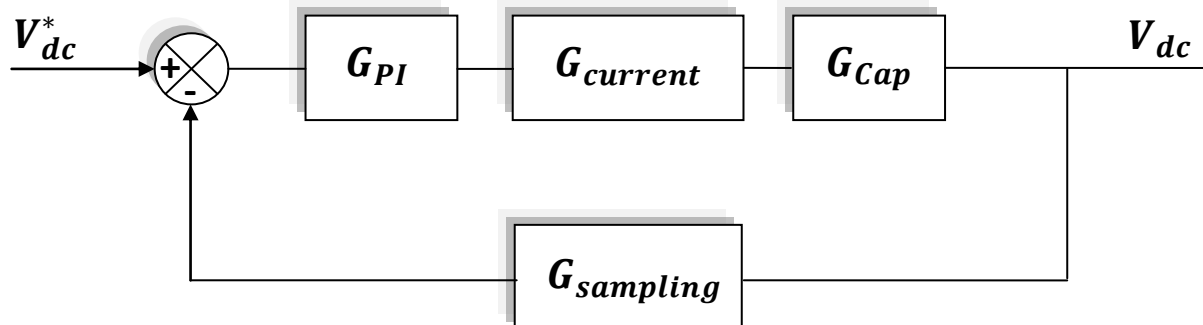 V*dc
+
-
GPI
Gcurrent
GCap
Vdc
Gsampling